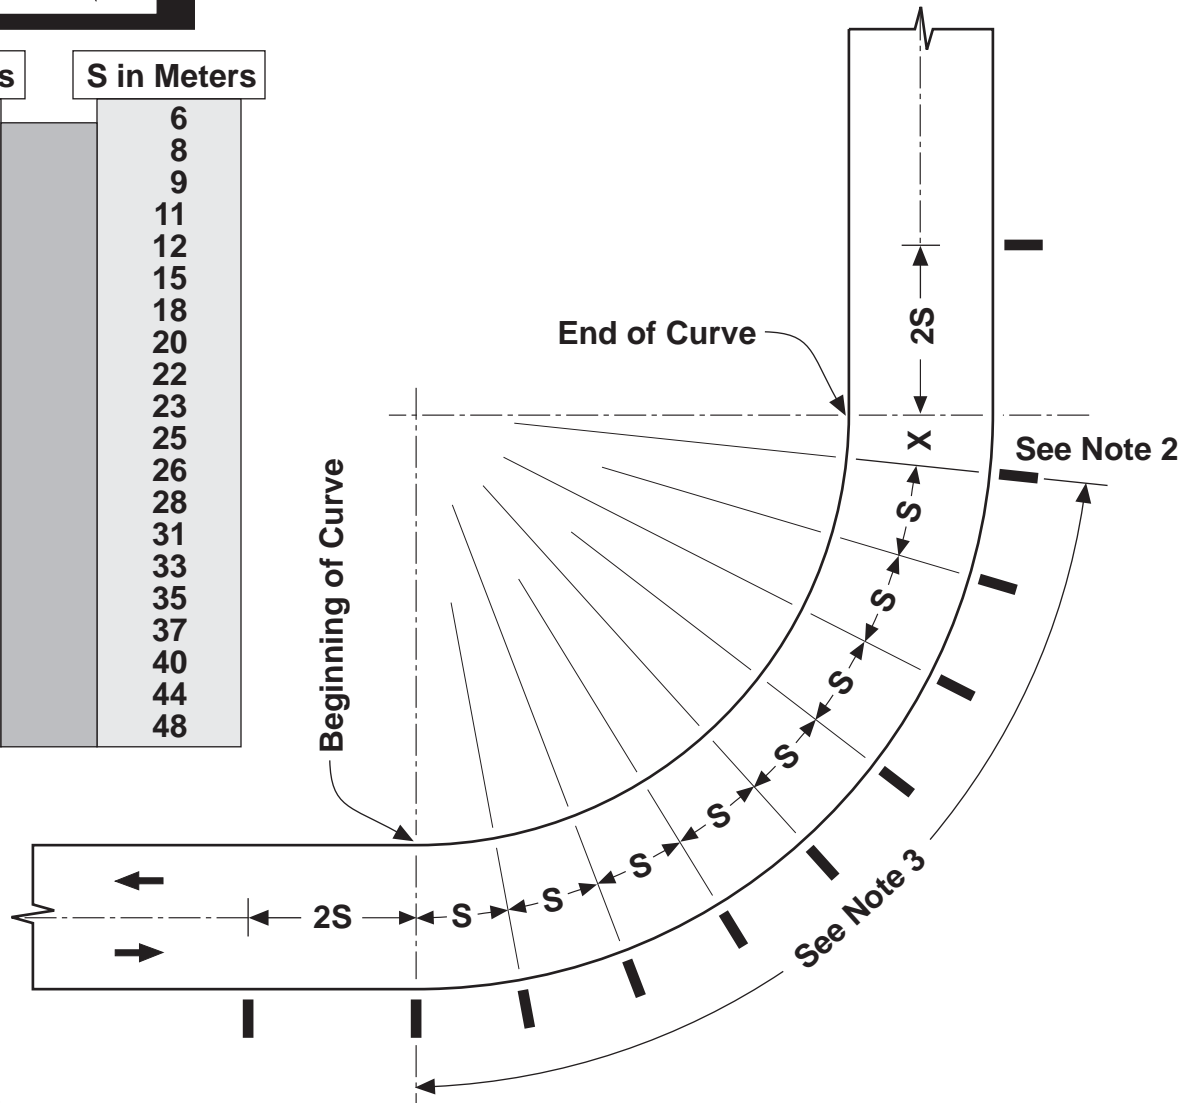 s
S in Meters
6
8
9
11
12
15
18
20
22
23
25
26
28
31
33
35
37
40
44
48
2S
End of Curve
X
See Note 2
Beginning of Curve
S
S
S
S
S
S
S
S
2S
See Note 3